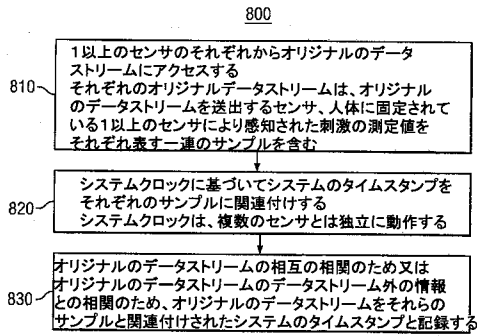 800
810
1以上のセンサのそれぞれからオリジナルのデータ
ストリームにアクセスする
それぞれのオリジナルデータストリームは、オリジナル
のデータストリームを送出するセンサ、人体に固定されて
いる1以上のセンサにより感知された刺激の測定値を
それぞれ表す一連のサンプルを含む
820
システムクロックに基づいてシステムのタイムスタンプを
それぞれのサンプルに関連付けする
システムクロックは、複数のセンサとは独立に動作する
830
オリジナルのデータストリームの相互の相関のため又は
オリジナルのデータストリームのデータストリーム外の情報
との相関のため、オリジナルのデータストリームをそれらの
サンプルと関連付けされたシステムのタイムスタンプと記録する